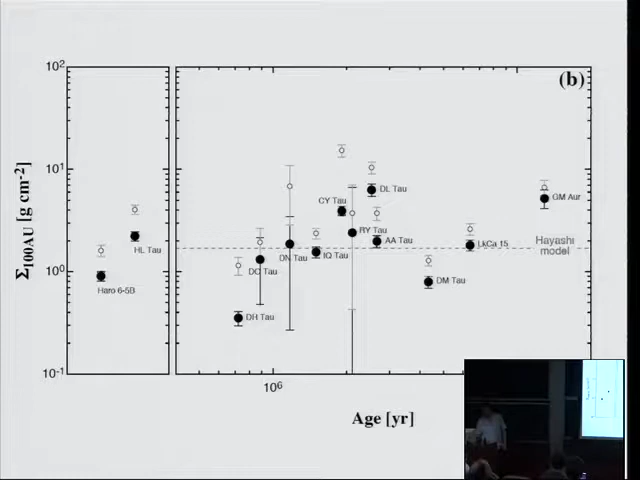 (b)
10²
10¹
10⁰
10⁻¹
Σ100AU [g cm⁻²]
CY Tau
DL Tau
HL Tau
DO Tau
DN Tau
IQ Tau
RY Tau
AA Tau
LkCa 15
GM Aur
Hayashi
model
Haro 6-5B
DM Tau
DH Tau
10⁶
Age [yr]